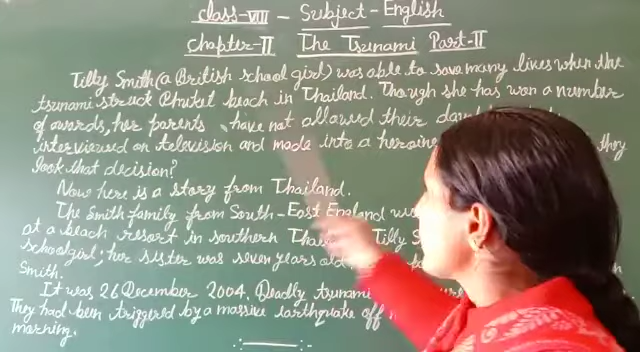 class-VIII - Subject-English
Chapter-II The Tsunami Part-II
Tilly Smith (a British school girl) was able to save many lives when the
tsunami struck Phuket beach in Thailand. Though she has won a number
of awards, her parents have not allowed their
interviewed on television and made into a heroine they
look that decision?
Now here is a story from Thailand.
The Smith family from South-East England
at a beach resort in southern Tilly
schoolgirl; her sister was seven years old
Smith.
It was 26 December 2004. Deadly tsunami
They had been triggered by a massive earthquake off
morning.